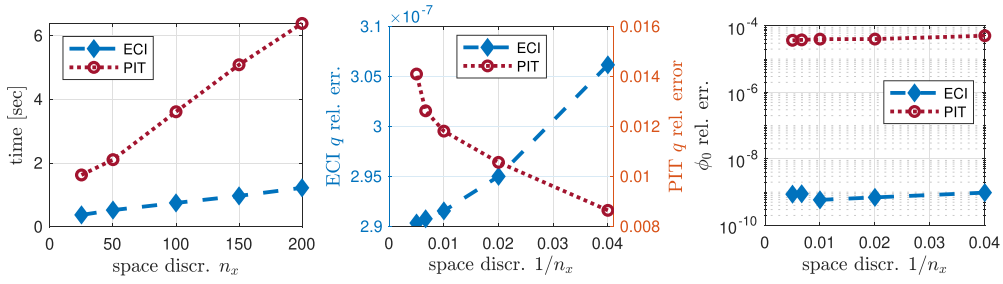 time [sec]
6
4
2
0
0
50
100
150
200
space discr. $n_x$
ECI
PIT
×10⁻⁷
ECI $q$ rel. err.
3.1
3.05
3
2.95
2.9
0
0.01
0.02
0.03
0.04
space discr. $1/n_x$
ECI
PIT
0.016
0.014
0.012
0.010
0.008
PIT $q$ rel. error
$\phi_0$ rel. err.
10⁻⁴
10⁻⁶
10⁻⁸
10⁻¹⁰
0
0.01
0.02
0.03
0.04
space discr. $1/n_x$
ECI
PIT